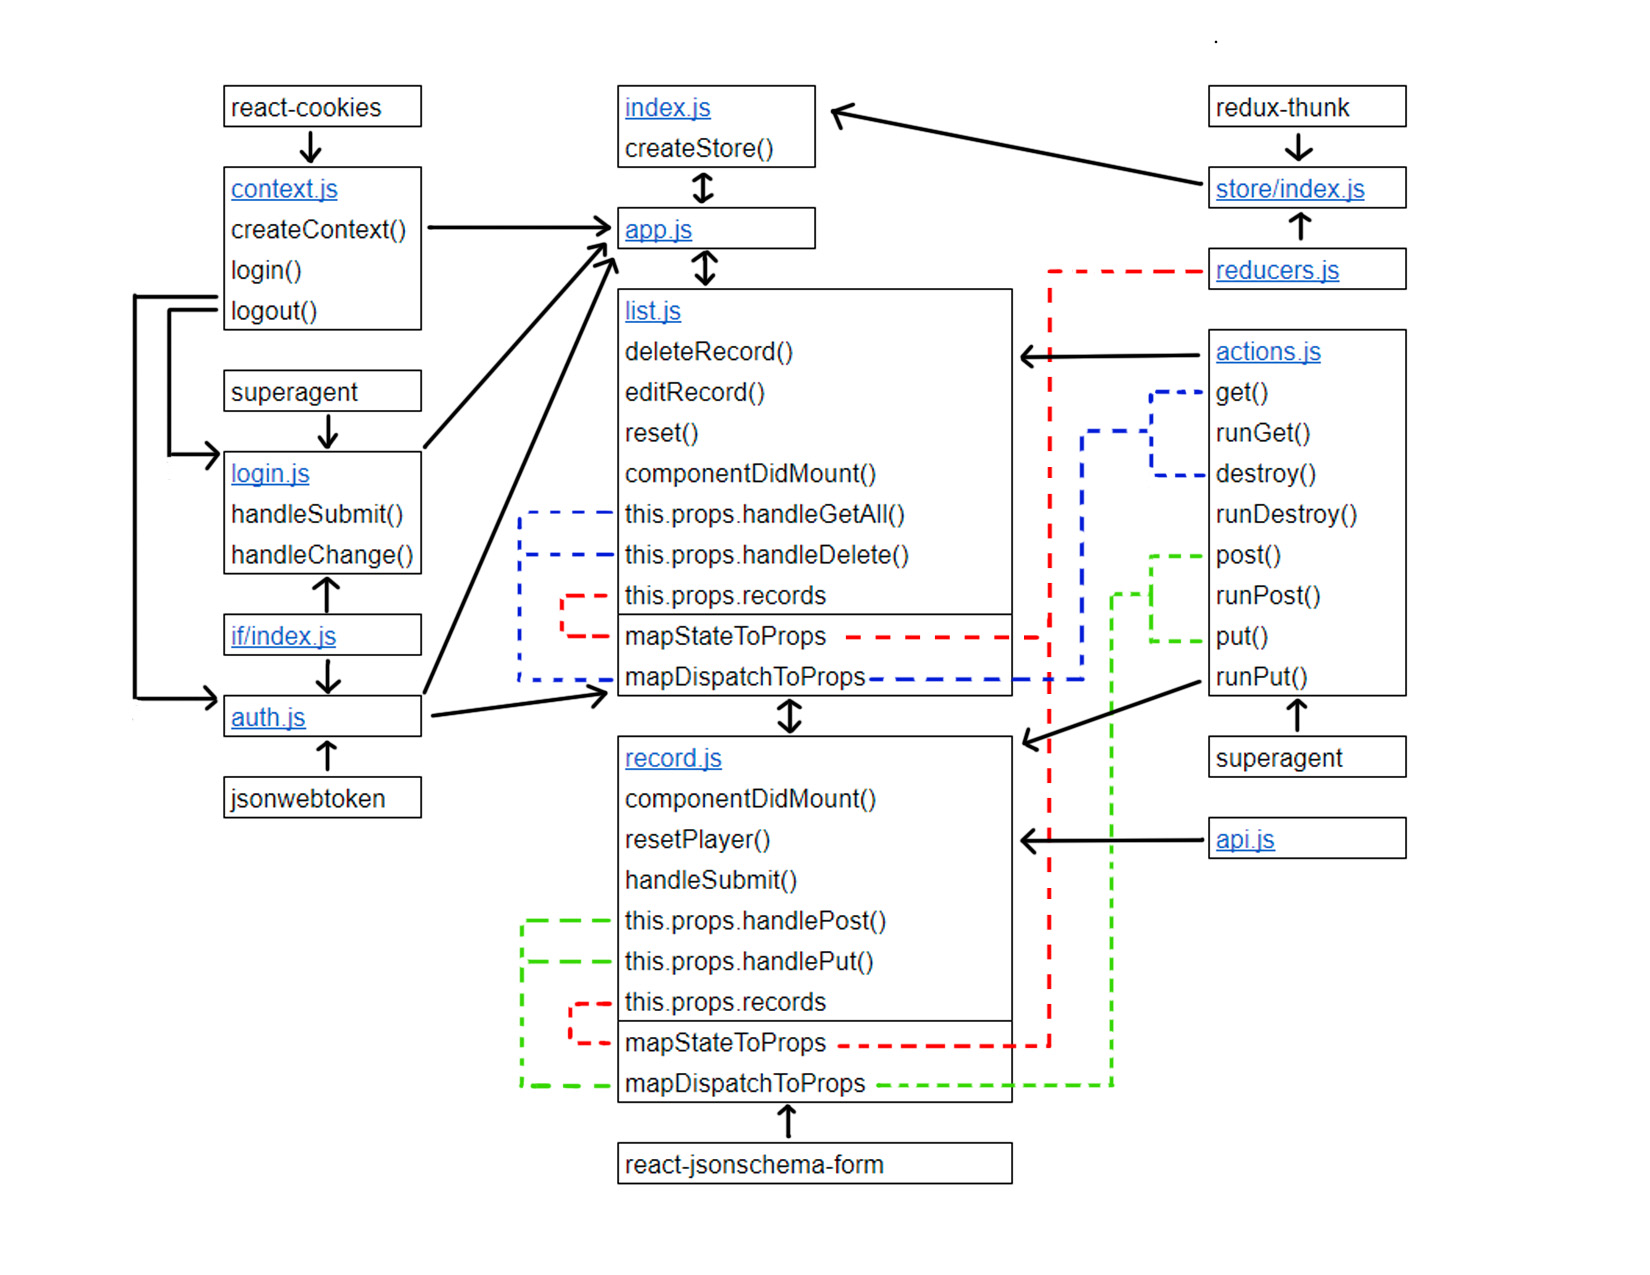 react-cookies
context.js
createContext()
login()
logout()
superagent
login.js
handleSubmit()
handleChange()
if/index.js
auth.js
jsonwebtoken
index.js
createStore()
app.js
list.js
deleteRecord()
editRecord()
reset()
componentDidMount()
this.props.handleGetAll()
this.props.handleDelete()
this.props.records
mapStateToProps
mapDispatchToProps
record.js
componentDidMount()
resetPlayer()
handleSubmit()
this.props.handlePost()
this.props.handlePut()
this.props.records
mapStateToProps
mapDispatchToProps
react-jsonschema-form
redux-thunk
store/index.js
reducers.js
actions.js
get()
runGet()
destroy()
runDestroy()
post()
runPost()
put()
runPut()
superagent
api.js